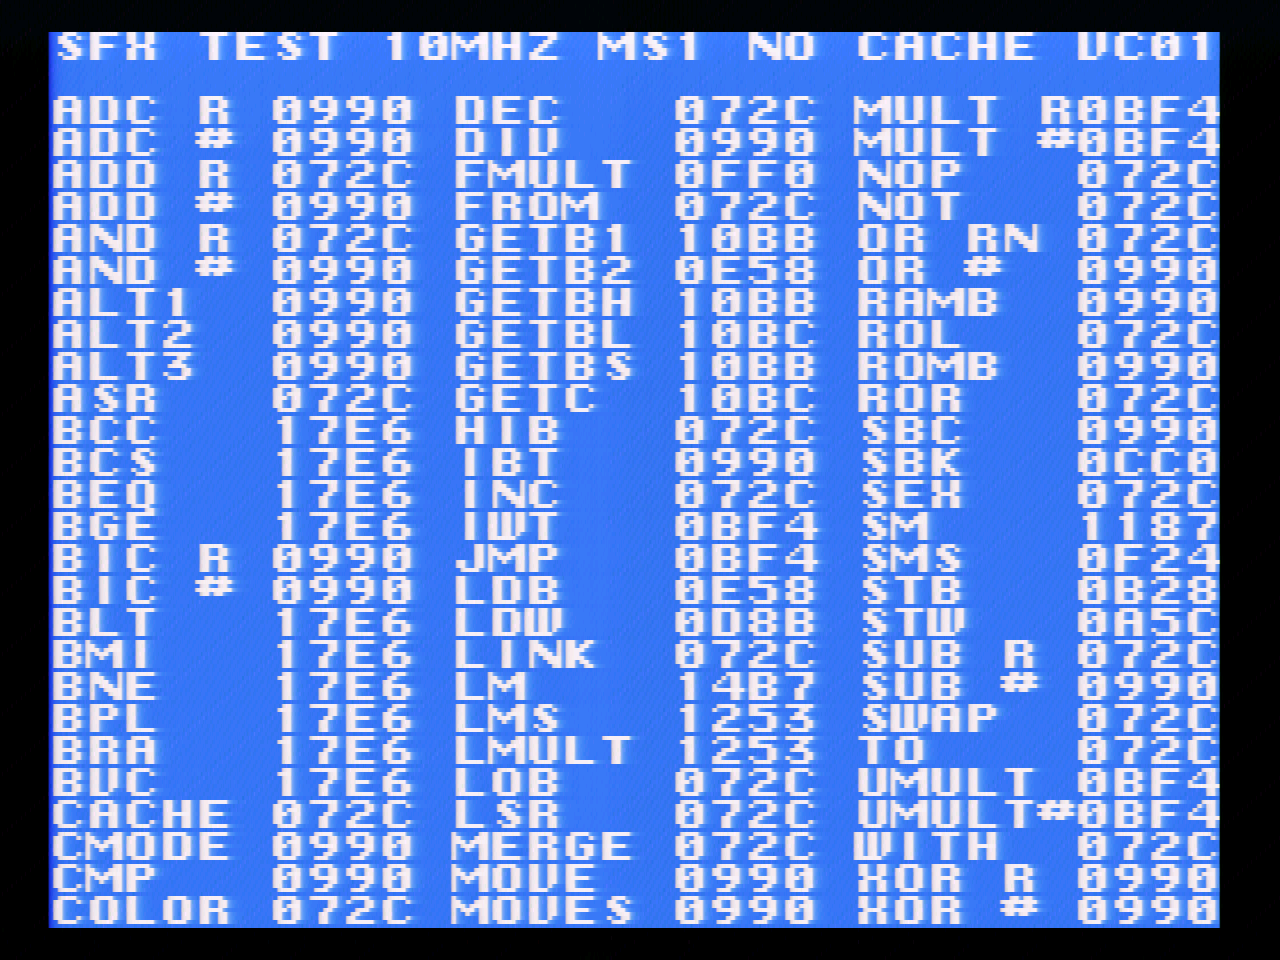 SFX TEST 10MHZ MS1 NO CACHE VC01
ADC R 0990 DEC 072C MULT R0BF4
ADC # 0990 DIV 0990 MULT #0BF4
ADD R 072C FMULT 0FF0 NOP 072C
ADD # 0990 FROM 072C NOT 072C
AND R 072C GETB1 10BB OR RN 072C
AND # 0990 GETB2 0E58 OR # 0990
ALT1 0990 GETBH 10BB RAMB 0990
ALT2 0990 GETBL 10BC ROL 072C
ALT3 0990 GETBS 10BB ROMB 0990
ASR 072C GETC 10BC ROR 072C
BCC 17E6 HIB 072C SBC 0990
BCS 17E6 IBT 0990 SBK 0CC0
BEQ 17E6 INC 072C SEX 072C
BGE 17E6 IWT 0BF4 SM 1187
BIC R 0990 JMP 0BF4 SMS 0F24
BIC # 0990 LDB 0E58 STB 0B28
BLT 17E6 LDW 0D8B STW 0A5C
BMI 17E6 LINK 072C SUB R 072C
BNE 17E6 LM 14B7 SUB # 0990
BPL 17E6 LMS 1253 SWAP 072C
BRA 17E6 LMULT 1253 TO 072C
BVC 17E6 LOB 072C UMULT 0BF4
CACHE 072C LSR 072C UMULT#0BF4
CMODE 0990 MERGE 072C WITH 072C
CMP 0990 MOVE 0990 XOR R 0990
COLOR 072C MOVES 0990 XOR # 0990